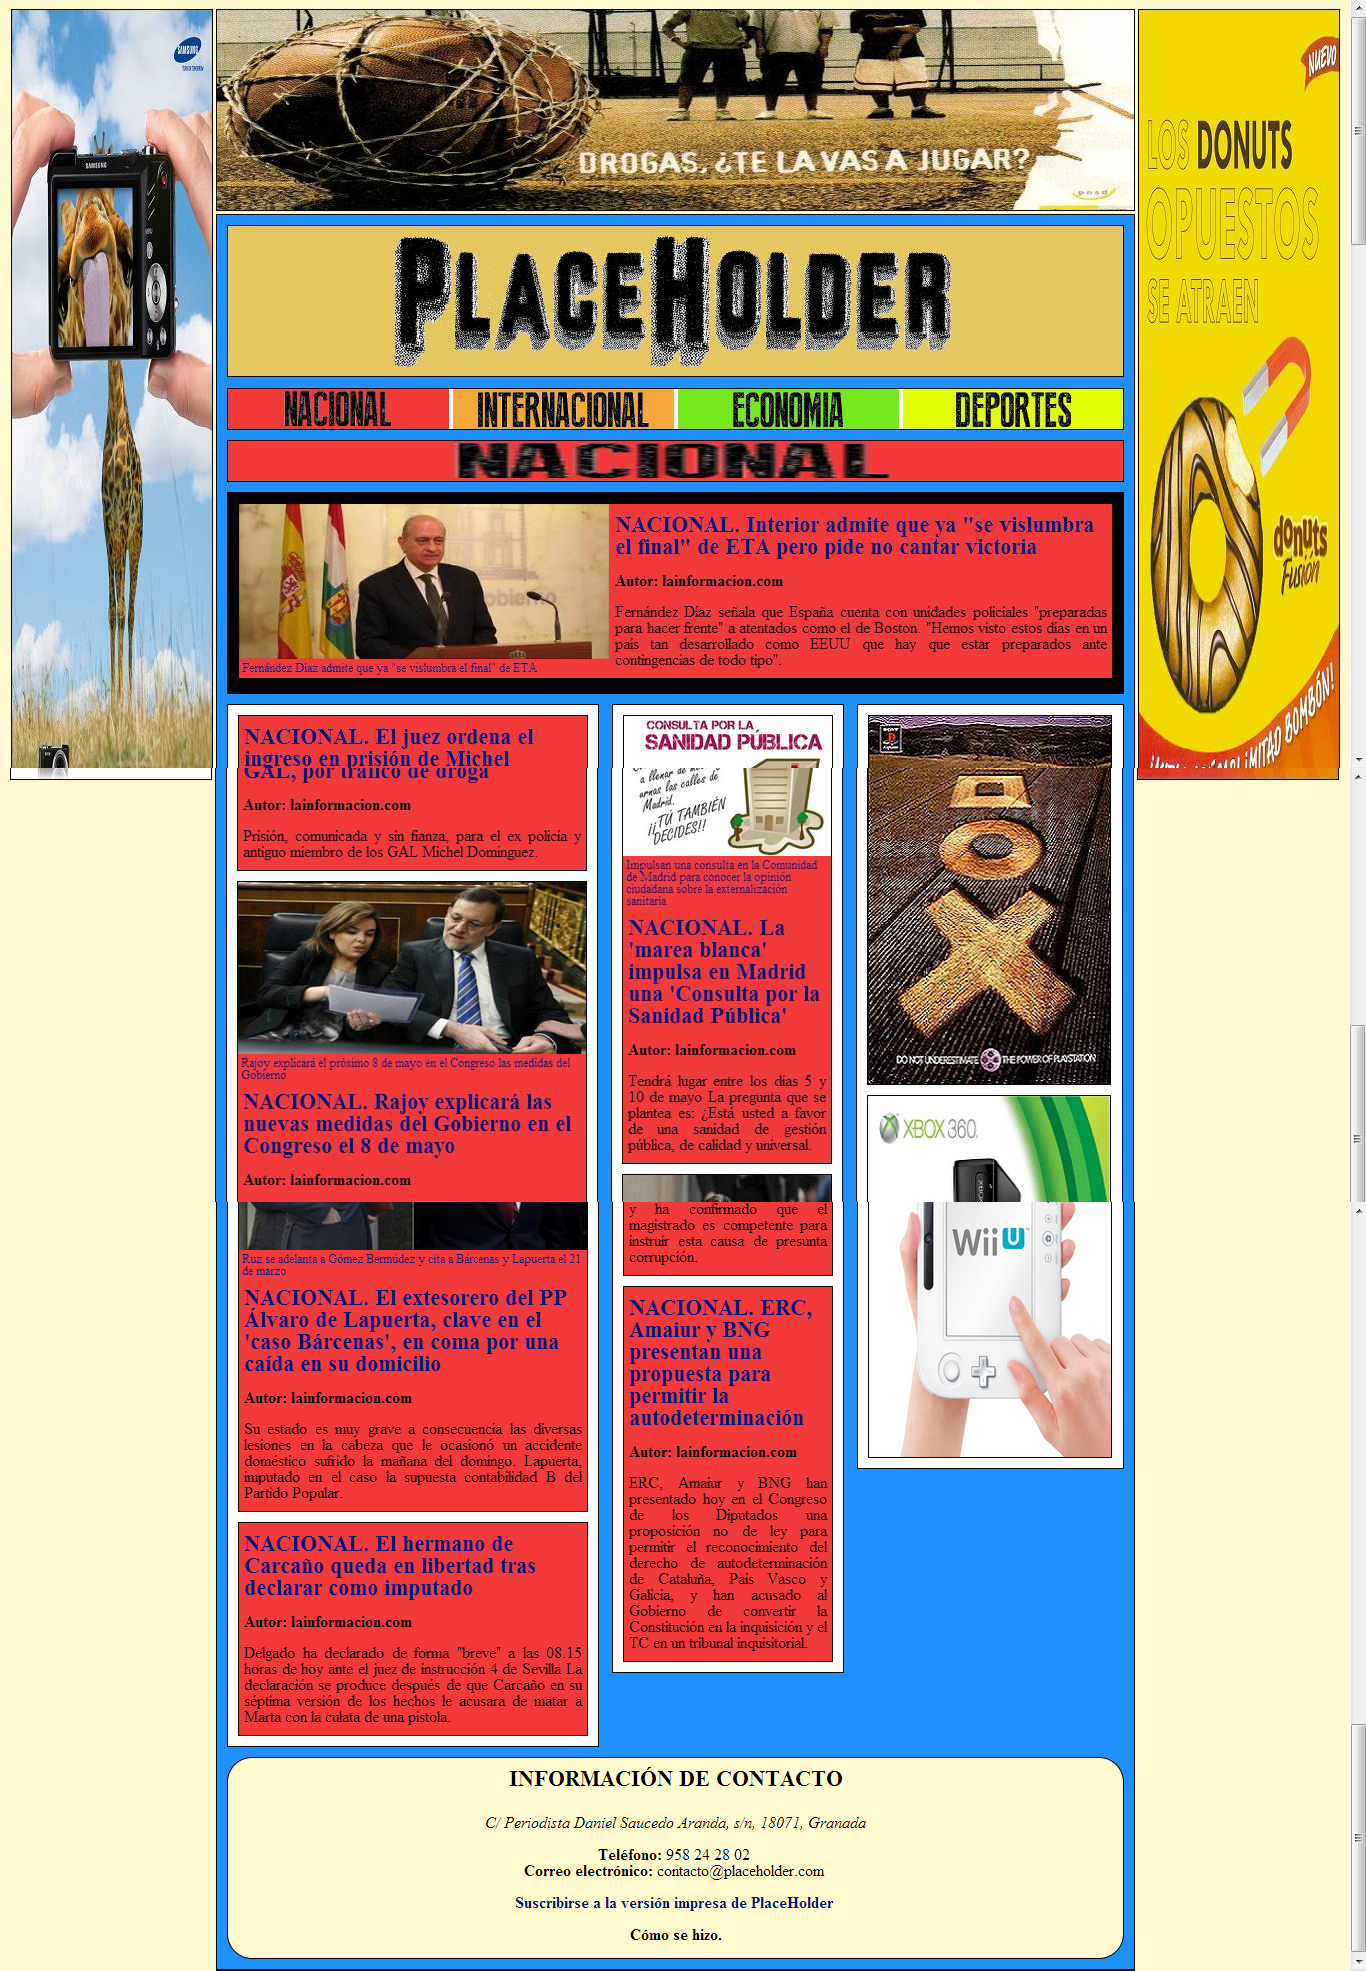 SAMSUNG
SAMSUNG
DROGAS, ¿TE LA VAS A JUGAR?
pnsd
NUEVO
LOS DONUTS
OPUESTOS
SE ATRAEN
donuts
Fusión
¡MITAD BOMBÓN!
PLACEHOLDER
NACIONAL
INTERNACIONAL
ECONOMIA
DEPORTES
NACIONAL
NACIONAL. Interior admite que ya "se vislumbra
el final" de ETA pero pide no cantar victoria
Autor: lainformacion.com
Fernández Díaz señala que España cuenta con unidades policiales "preparadas
para hacer frente" a atentados como el de Boston. "Hemos visto estos días en un
país tan desarrollado como EEUU que hay que estar preparados ante
contingencias de todo tipo".
Fernández Díaz admite que ya "se vislumbra el final" de ETA
NACIONAL. El juez ordena el
ingreso en prisión de Michel
GAL, por tráfico de droga
Autor: lainformacion.com
Prisión, comunicada y sin fianza, para el ex policía y
antiguo miembro de los GAL Michel Domínguez.
Rajoy explicará el próximo 8 de mayo en el Congreso las medidas del
Gobierno
NACIONAL. Rajoy explicará las
nuevas medidas del Gobierno en el
Congreso el 8 de mayo
Autor: lainformacion.com
Ruz se adelanta a Gómez Bermúdez y cita a Bárcenas y Lapuerta el 21
de marzo
NACIONAL. El extesorero del PP
Álvaro de Lapuerta, clave en el
'caso Bárcenas', en coma por una
caída en su domicilio
Autor: lainformacion.com
Su estado es muy grave a consecuencia las diversas
lesiones en la cabeza que le ocasionó un accidente
doméstico sufrido la mañana del domingo. Lapuerta,
imputado en el caso la supuesta contabilidad B del
Partido Popular.
NACIONAL. El hermano de
Carcaño queda en libertad tras
declarar como imputado
Autor: lainformacion.com
Delgado ha declarado de forma "breve" a las 08.15
horas de hoy ante el juez de instrucción 4 de Sevilla La
declaración se produce después de que Carcaño en su
séptima versión de los hechos le acusara de matar a
Marta con la culata de una pistola.
CONSULTA POR LA
SANIDAD PÚBLICA
a llenar de
urnas las calles de
Madrid.
¡¡TÚ TAMBIÉN
DECIDES!!
Impulsan una consulta en la Comunidad
de Madrid para conocer la opinión
ciudadana sobre la externalización
sanitaria
NACIONAL. La
'marea blanca'
impulsa en Madrid
una 'Consulta por la
Sanidad Pública'
Autor: lainformacion.com
Tendrá lugar entre los días 5 y
10 de mayo La pregunta que se
plantea es: ¿Está usted a favor
de una sanidad de gestión
pública, de calidad y universal.
y ha confirmado que el
magistrado es competente para
instruir esta causa de presunta
corrupción.
NACIONAL. ERC,
Amaiur y BNG
presentan una
propuesta para
permitir la
autodeterminación
Autor: lainformacion.com
ERC, Amaiur y BNG han
presentado hoy en el Congreso
de los Diputados una
proposición no de ley para
permitir el reconocimiento del
derecho de autodeterminación
de Cataluña, País Vasco y
Galicia, y han acusado al
Gobierno de convertir la
Constitución en la inquisición y el
TC en un tribunal inquisitorial.
DO NOT UNDERESTIMATE THE POWER OF PLAYSTATION
XBOX 360.
XBOX
Wii U
INFORMACIÓN DE CONTACTO
C/ Periodista Daniel Saucedo Aranda, s/n, 18071, Granada
Teléfono: 958 24 28 02
Correo electrónico: contacto@placeholder.com
Suscribirse a la versión impresa de PlaceHolder
Cómo se hizo.